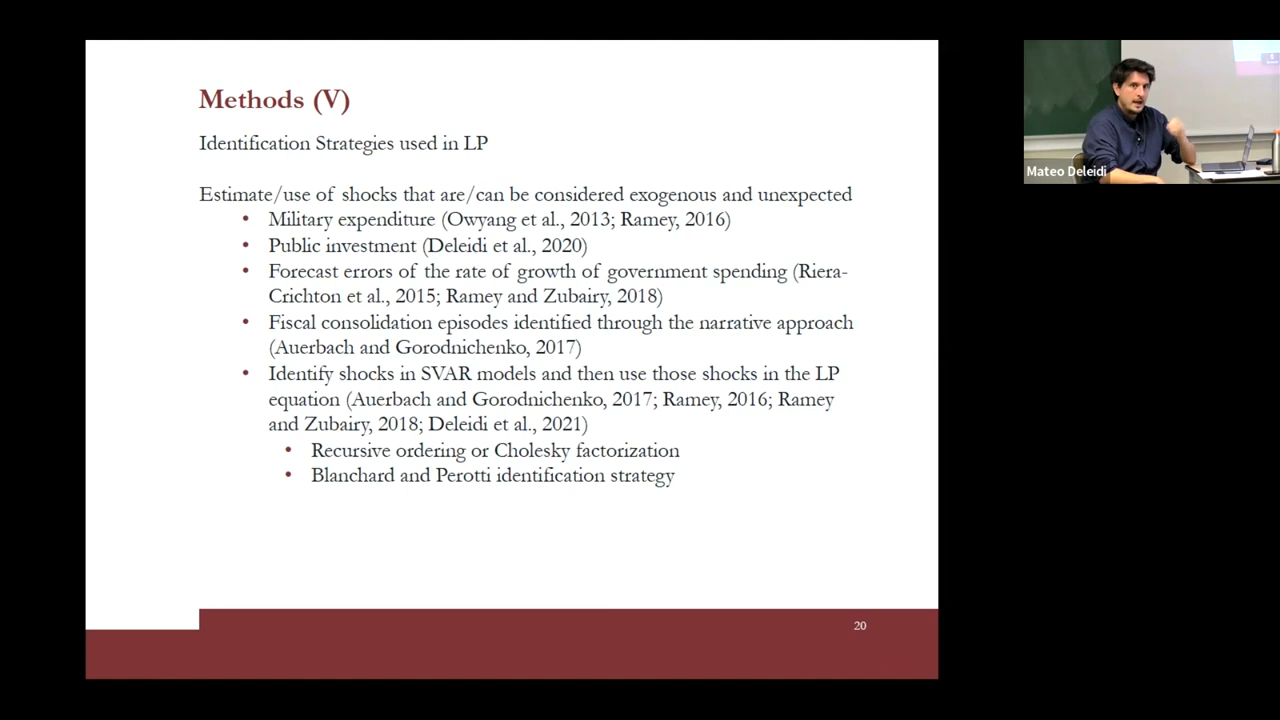 Methods (V)
Identification Strategies used in LP
Estimate/use of shocks that are/can be considered exogenous and unexpected
• Military expenditure (Owyang et al., 2013; Ramey, 2016)
• Public investment (Deleidi et al., 2020)
• Forecast errors of the rate of growth of government spending (Riera-
Crichton et al., 2015; Ramey and Zubairy, 2018)
• Fiscal consolidation episodes identified through the narrative approach
(Auerbach and Gorodnichenko, 2017)
• Identify shocks in SVAR models and then use those shocks in the LP
equation (Auerbach and Gorodnichenko, 2017; Ramey, 2016; Ramey
and Zubairy, 2018; Deleidi et al., 2021)
• Recursive ordering or Cholesky factorization
• Blanchard and Perotti identification strategy
20
Mateo Deleidi